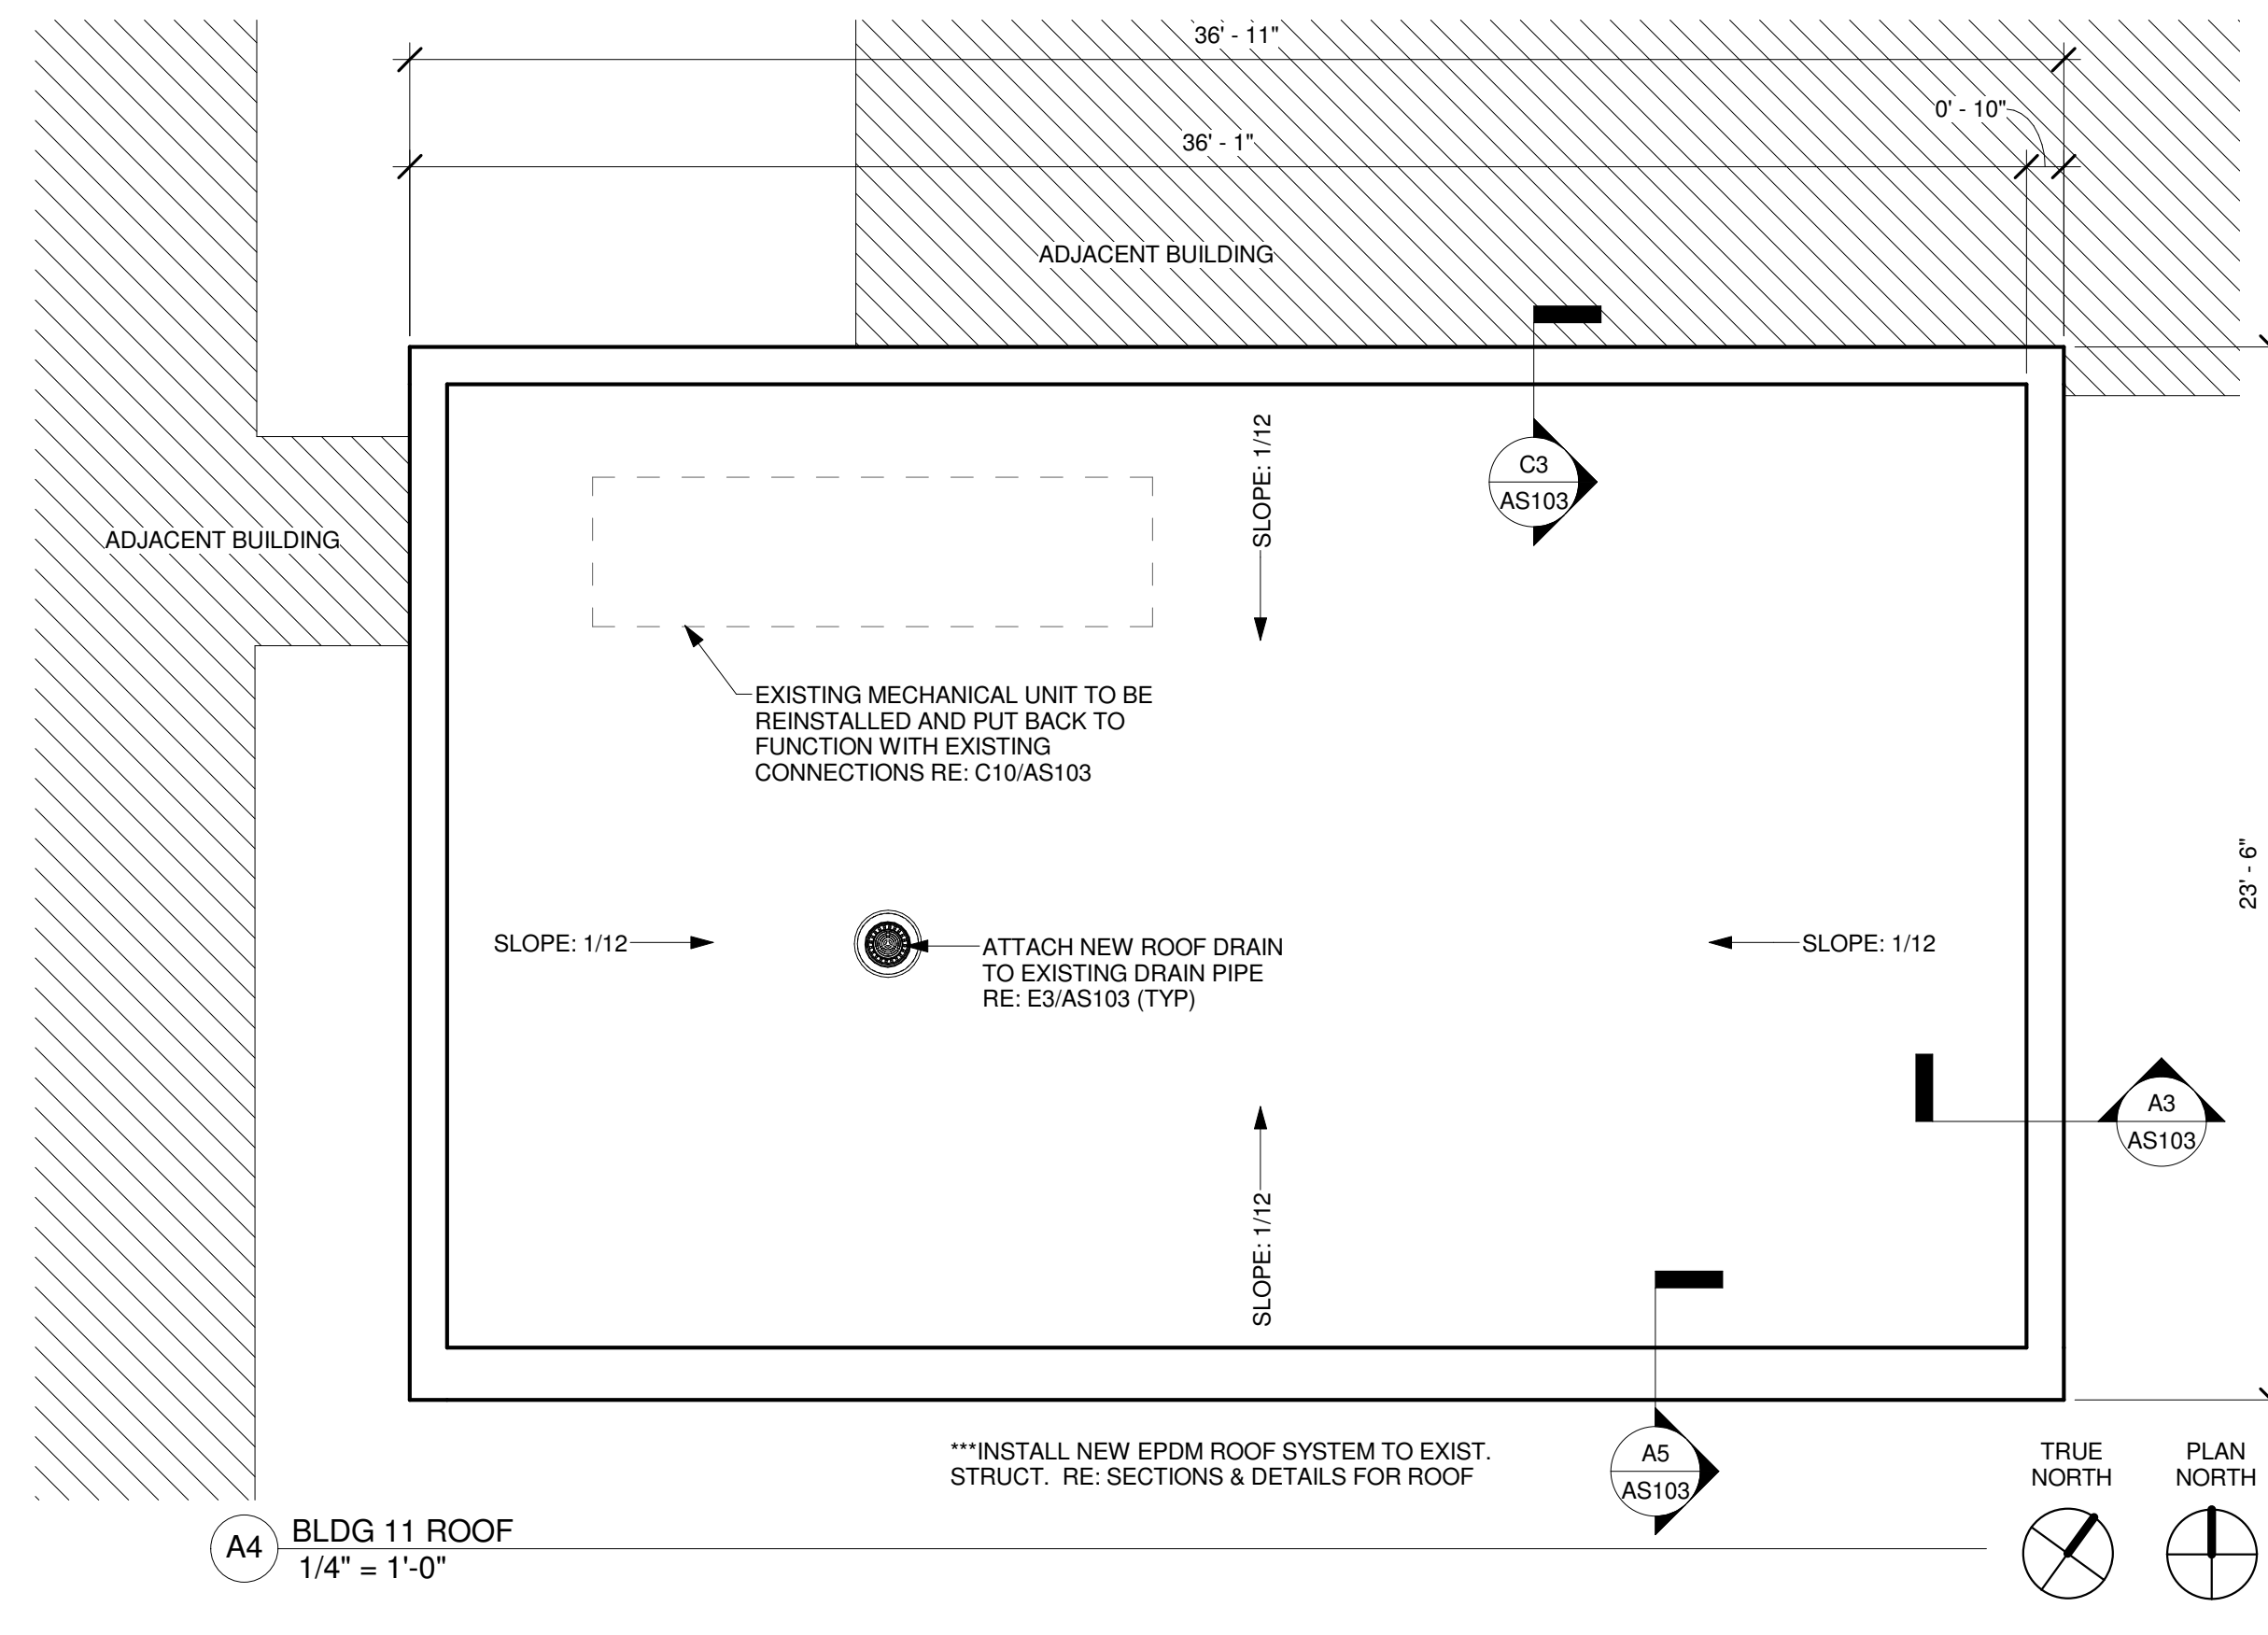 36' - 11"
0' - 10"
36' - 1"
ADJACENT BUILDING
SLOPE: 1/12
C3
AS103
ADJACENT BUILDING
EXISTING MECHANICAL UNIT TO BE
REINSTALLED AND PUT BACK TO
FUNCTION WITH EXISTING
CONNECTIONS RE: C10/AS103
23' - 6"
SLOPE: 1/12
ATTACH NEW ROOF DRAIN
TO EXISTING DRAIN PIPE
RE: E3/AS103 (TYP)
SLOPE: 1/12
A3
AS103
SLOPE: 1/12
***INSTALL NEW EPDM ROOF SYSTEM TO EXIST.
STRUCT.  RE: SECTIONS & DETAILS FOR ROOF
A5
AS103
TRUE
NORTH
PLAN
NORTH
A4
BLDG 11 ROOF
1/4" = 1'-0"